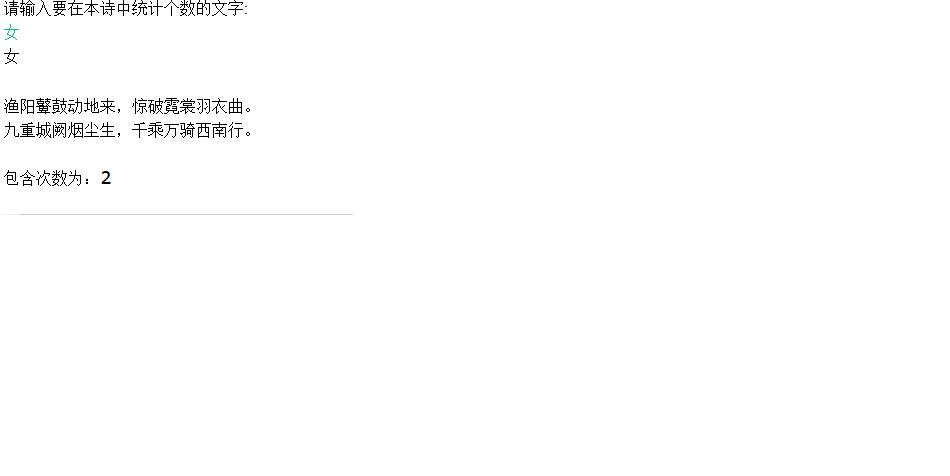 请输入要在本诗中统计个数的文字:
女
女
渔阳鼙鼓动地来，惊破霓裳羽衣曲。
九重城阙烟尘生，千乘万骑西南行。
包含次数为：2